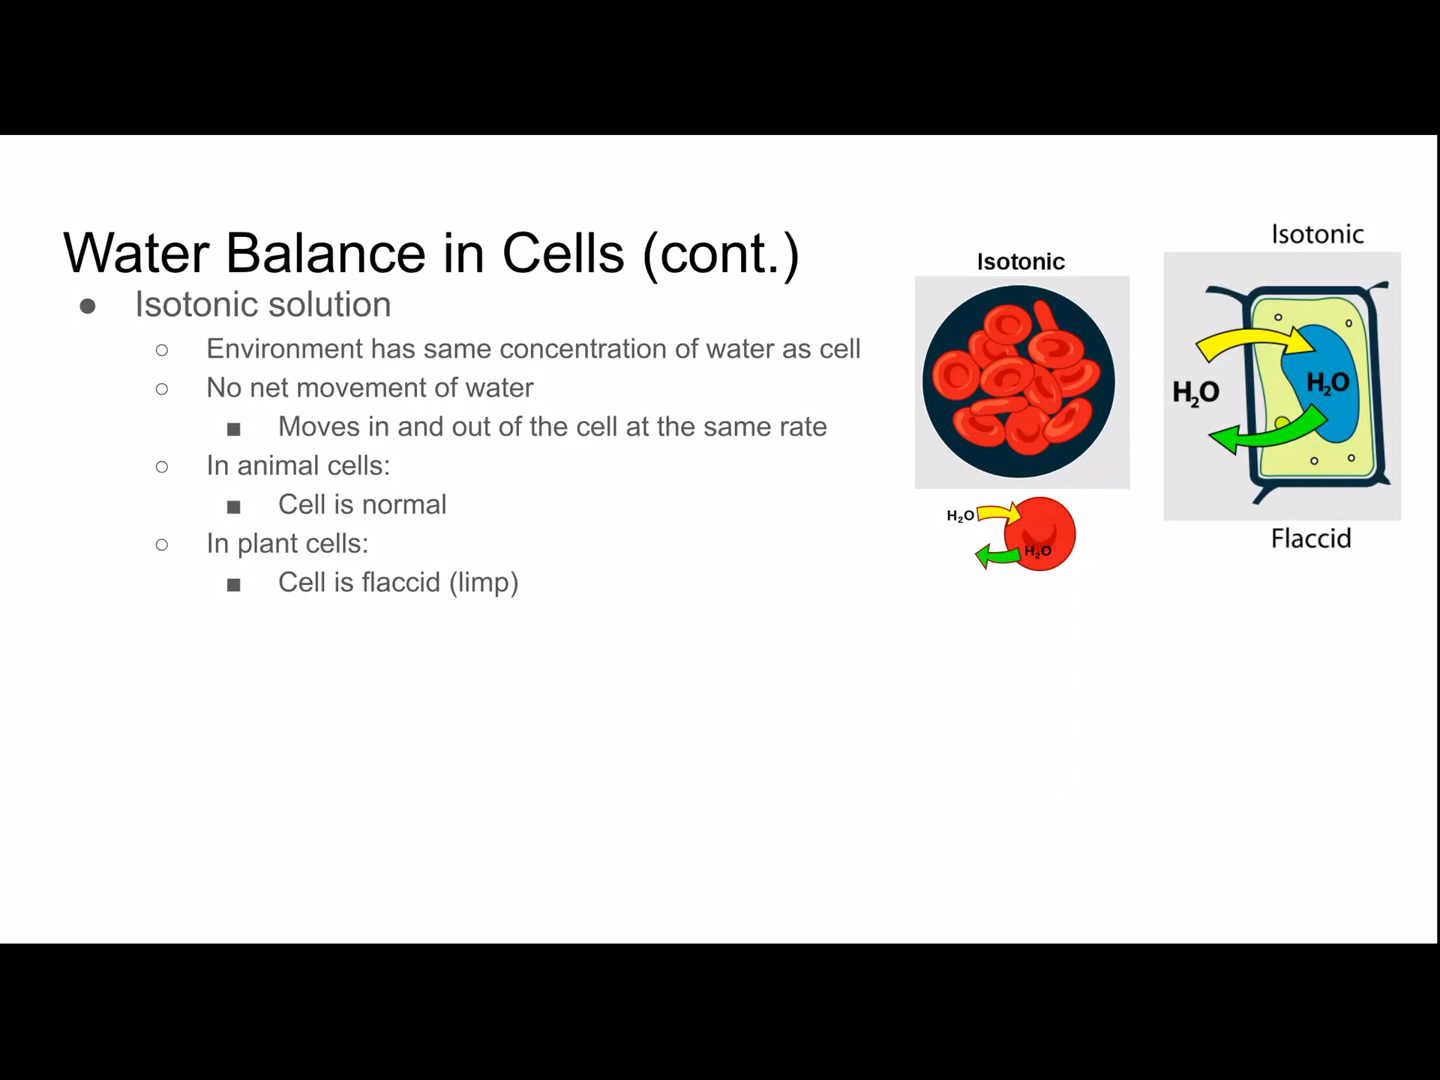 Water Balance in Cells (cont.)
● Isotonic solution
○ Environment has same concentration of water as cell
○ No net movement of water
■ Moves in and out of the cell at the same rate
○ In animal cells:
■ Cell is normal
○ In plant cells:
■ Cell is flaccid (limp)
Isotonic
H₂O
H₂O
Isotonic
H₂O
H₂O
Flaccid